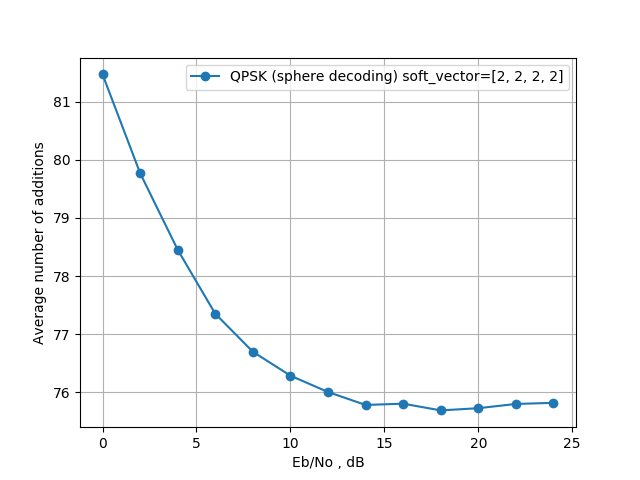 QPSK (sphere decoding) soft_vector=[2, 2, 2, 2]
Average number of additions
81
80
79
78
77
76
0 5 10 15 20 25
Eb/No , dB